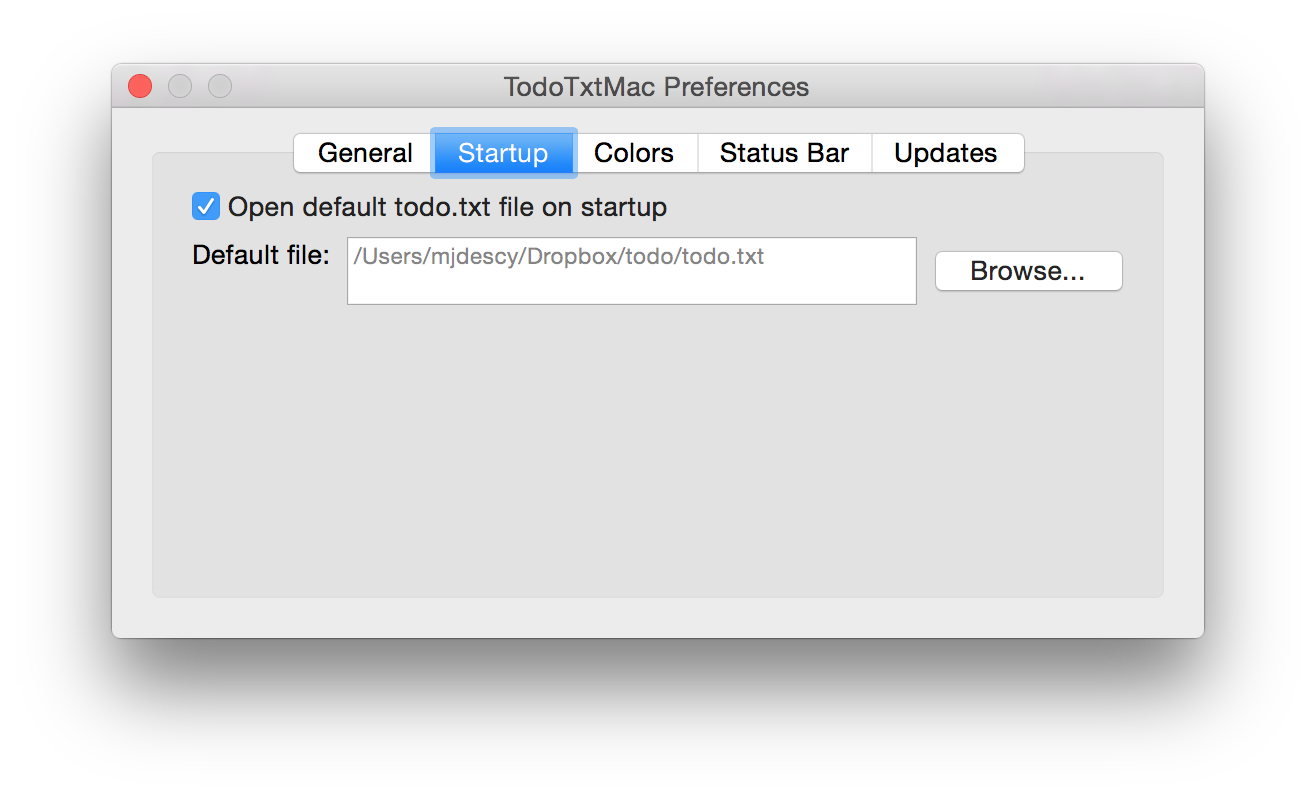 TodoTxtMac Preferences
General Startup Colors Status Bar Updates
Open default todo.txt file on startup
Default file: /Users/mjdescy/Dropbox/todo/todo.txt Browse...